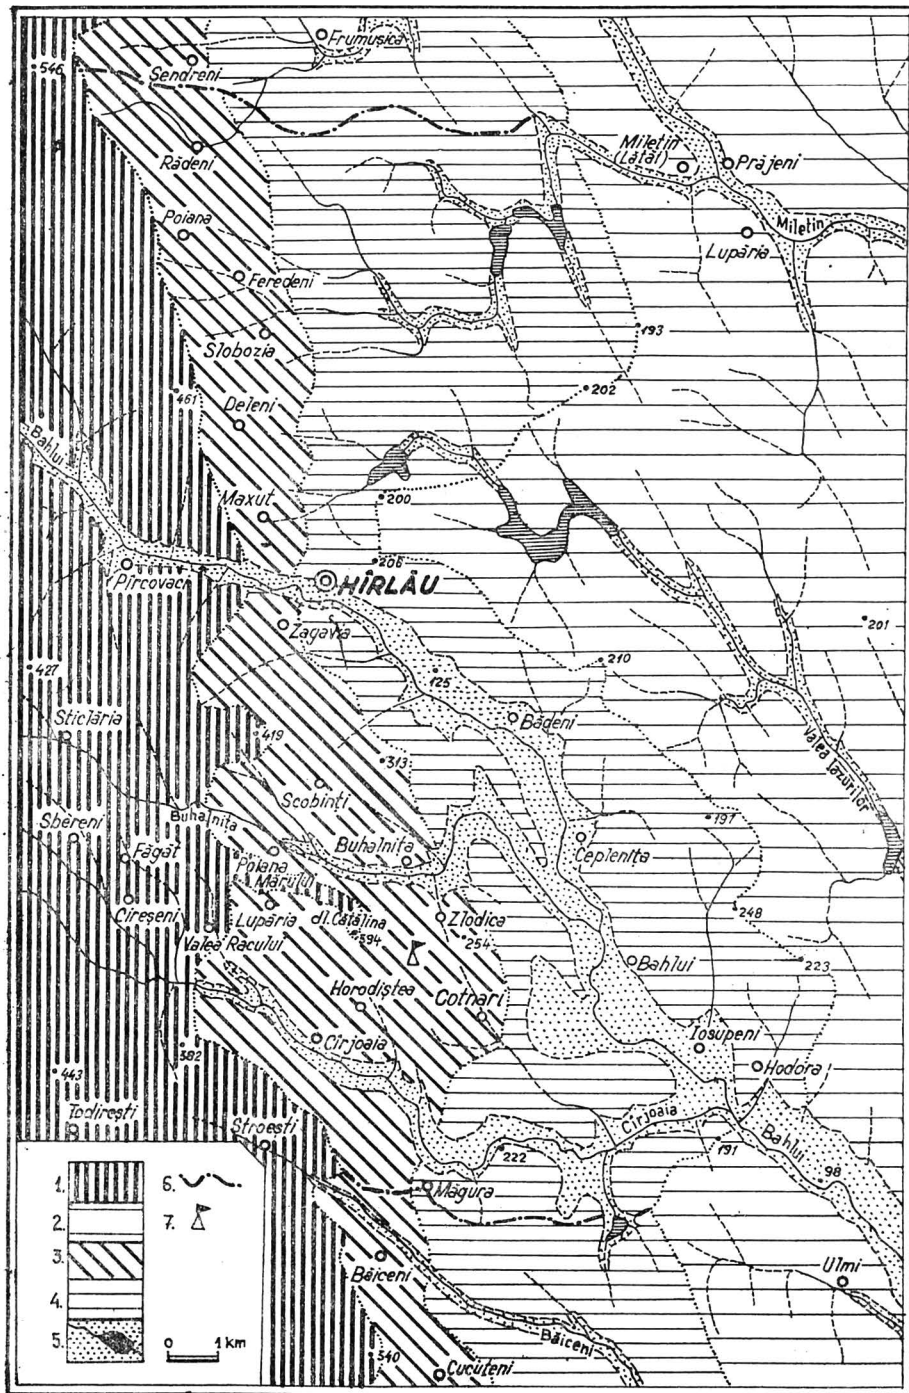 Frumușica
546
Sendreni
Rădeni
Miletin
(Lătăi)
Prăjeni
Miletin
Lupăria
Poiana
Feredeni
193
Slobozia
202
461
Deleni
Bahlui
Maxut
200
206
HÎRLĂU
Pîrcovaci
Zagavia
201
210
427
125
Sticlăria
Bădeni
419
313
Valea Iazurilor
Scobinți
Buhalnița
197
Sbereni
Buhalnița
Ceplenița
Făgăt
Poiana
Mărului
Cireșeni
Lupăria
dl. Cătălina
394
Zlodica
248
Valea Racului
254
Bahlui
223
Horodiștea
Cotnari
Iosupeni
Cîrjoaia
382
Hodora
443
Todirești
Cîrjoaia
Bahlui
Stroești
191
222
98
1.
6.
Măgura
2.
7.
3.
Băiceni
Ulmi
4.
5.
0 1 km
Băiceni
340
Cucuteni